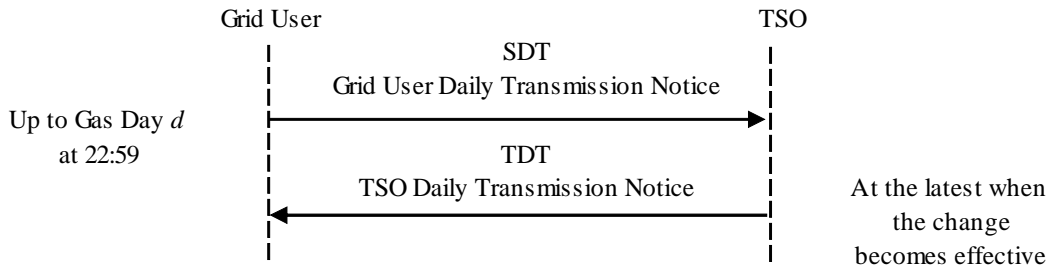 Grid User
TSO
SDT
Grid User Daily Transmission Notice
Up to Gas Day d
at 22:59
TDT
TSO Daily Transmission Notice
At the latest when
the change
becomes effective